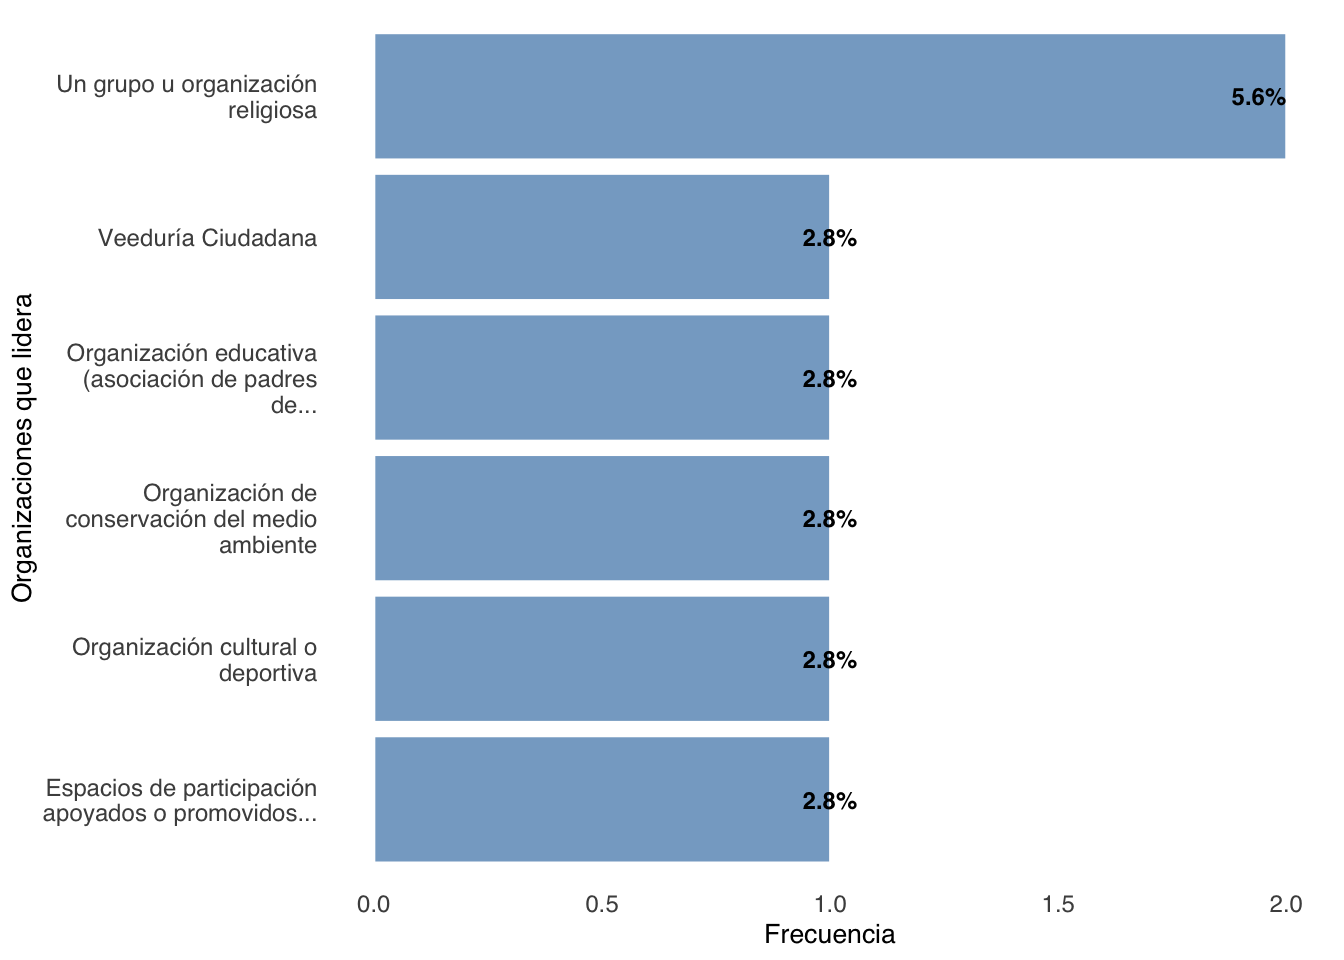 Un grupo u organización
religiosa
5.6%
Veeduría Ciudadana
2.8%
Organización educativa
(asociación de padres
de...
2.8%
Organización de
conservación del medio
ambiente
2.8%
Organización cultural o
deportiva
2.8%
Espacios de participación
apoyados o promovidos...
2.8%
Organizaciones que lidera
0.0 0.5 1.0 1.5 2.0
Frecuencia